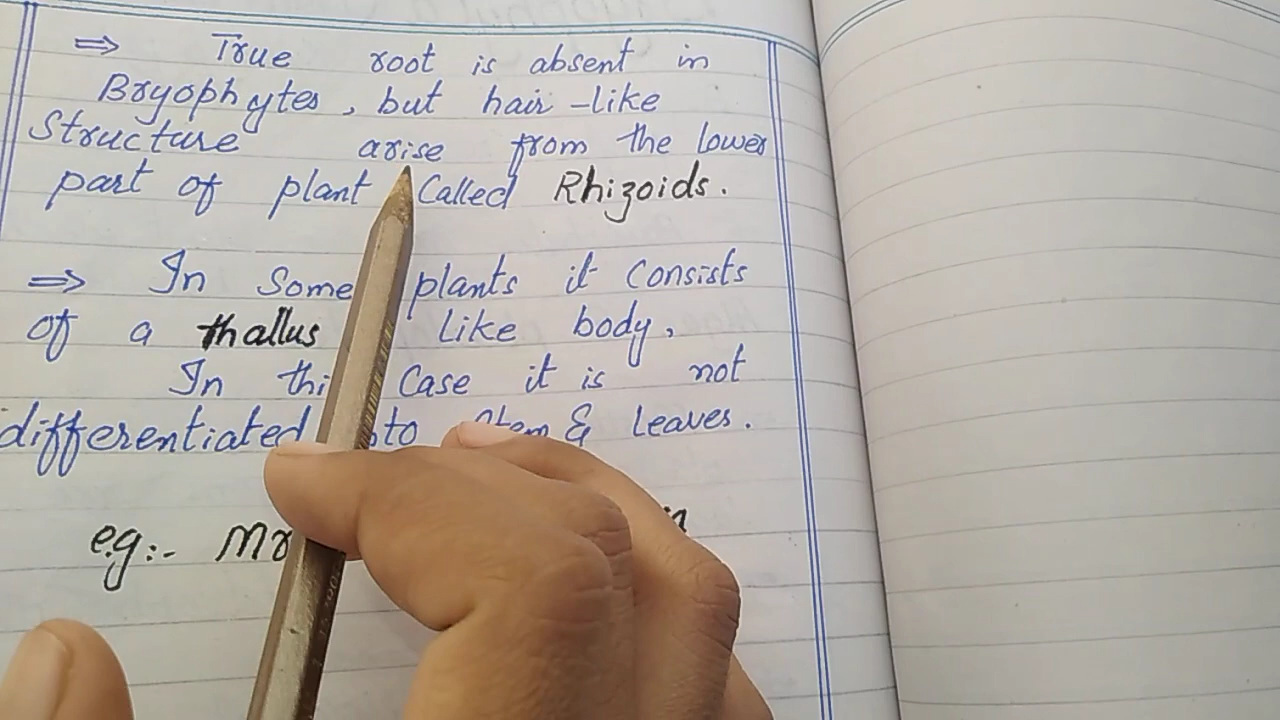 ⇒ True root is absent in
Bryophytes, but hair-like
Structure arise from the lower
part of plant Called Rhizoids.
⇒ In Some plants it Consists
of a thallus like body.
In Case it is not
differentiated & leaves.
e.g:-